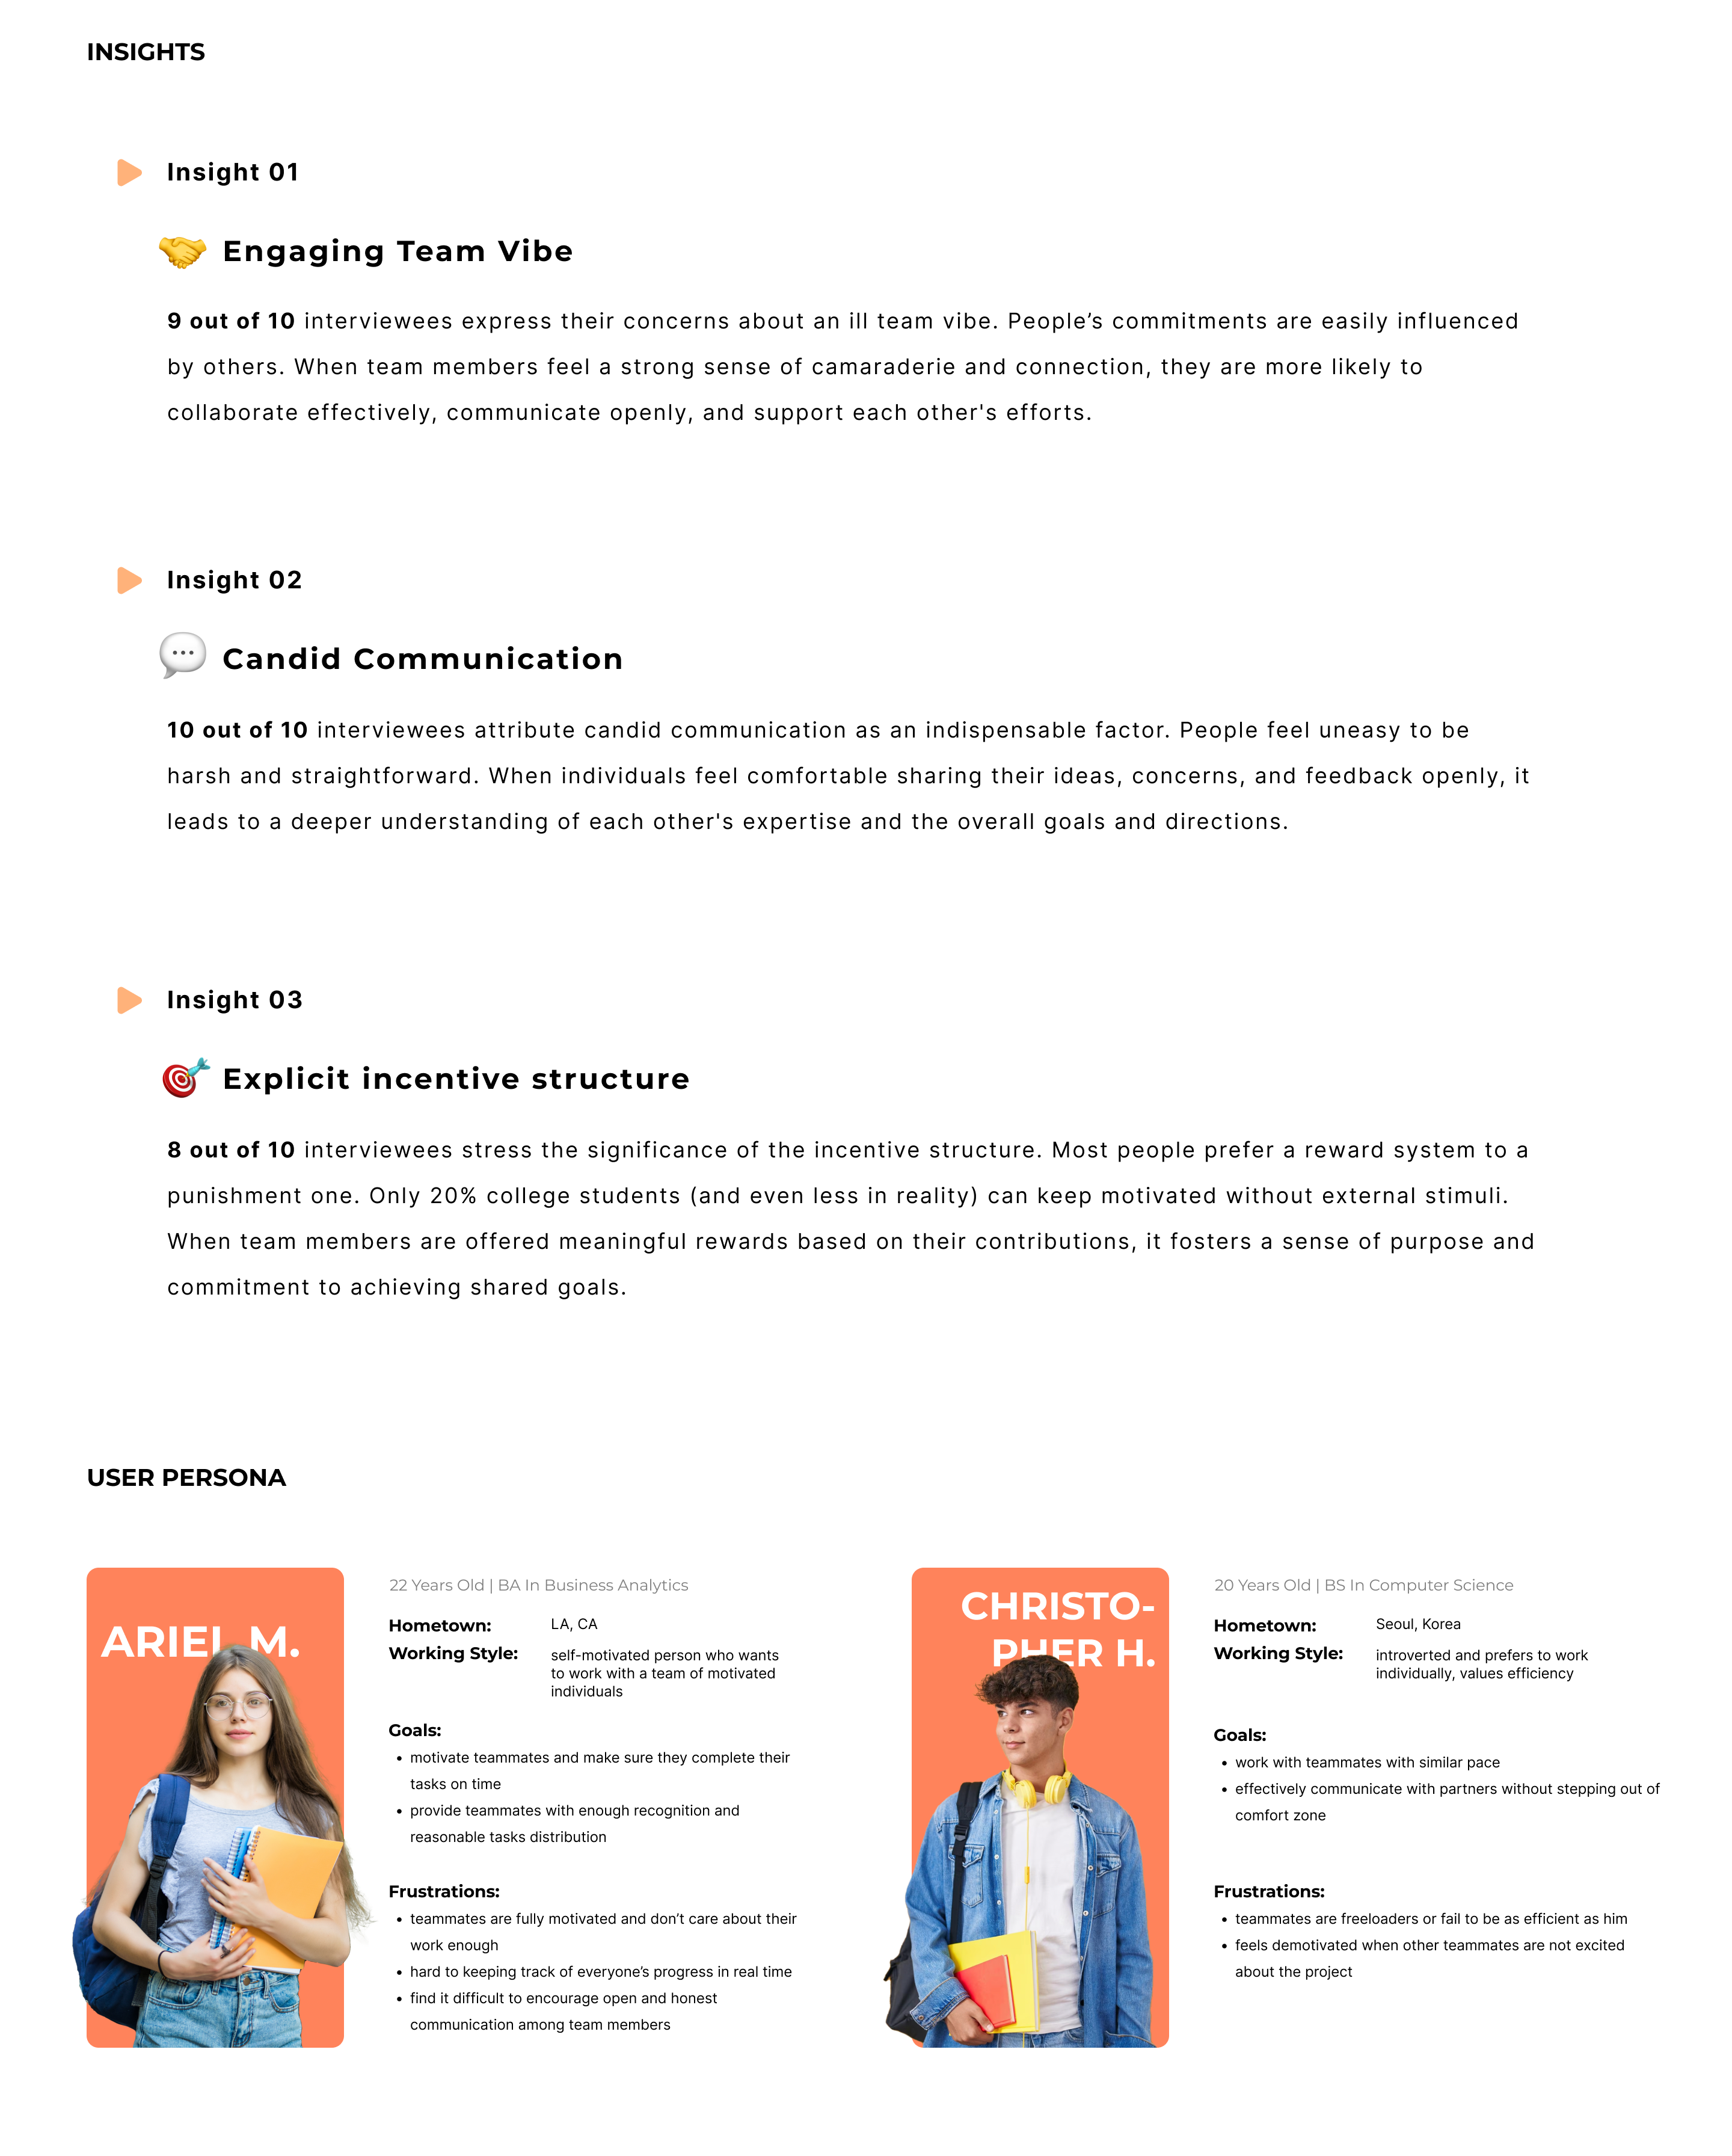 INSIGHTS
Insight 01
Engaging Team Vibe
9 out of 10 interviewees express their concerns about an ill team vibe. People’s commitments are easily influenced
by others. When team members feel a strong sense of camaraderie and connection, they are more likely to
collaborate effectively, communicate openly, and support each other's efforts.
Insight 02
Candid Communication
10 out of 10 interviewees attribute candid communication as an indispensable factor. People feel uneasy to be
harsh and straightforward. When individuals feel comfortable sharing their ideas, concerns, and feedback openly, it
leads to a deeper understanding of each other's expertise and the overall goals and directions.
Insight 03
Explicit incentive structure
8 out of 10 interviewees stress the significance of the incentive structure. Most people prefer a reward system to a
punishment one. Only 20% college students (and even less in reality) can keep motivated without external stimuli.
When team members are offered meaningful rewards based on their contributions, it fosters a sense of purpose and
commitment to achieving shared goals.
USER PERSONA
ARIEL M.
22 Years Old | BA In Business Analytics
Hometown: LA, CA
Working Style: self-motivated person who wants
to work with a team of motivated
individuals
Goals:
• motivate teammates and make sure they complete their
tasks on time
• provide teammates with enough recognition and
reasonable tasks distribution
Frustrations:
• teammates are fully motivated and don’t care about their
work enough
• hard to keeping track of everyone’s progress in real time
• find it difficult to encourage open and honest
communication among team members
CHRISTO-
PHER H.
20 Years Old | BS In Computer Science
Hometown: Seoul, Korea
Working Style: introverted and prefers to work
individually, values efficiency
Goals:
• work with teammates with similar pace
• effectively communicate with partners without stepping out of
comfort zone
Frustrations:
• teammates are freeloaders or fail to be as efficient as him
• feels demotivated when other teammates are not excited
about the project